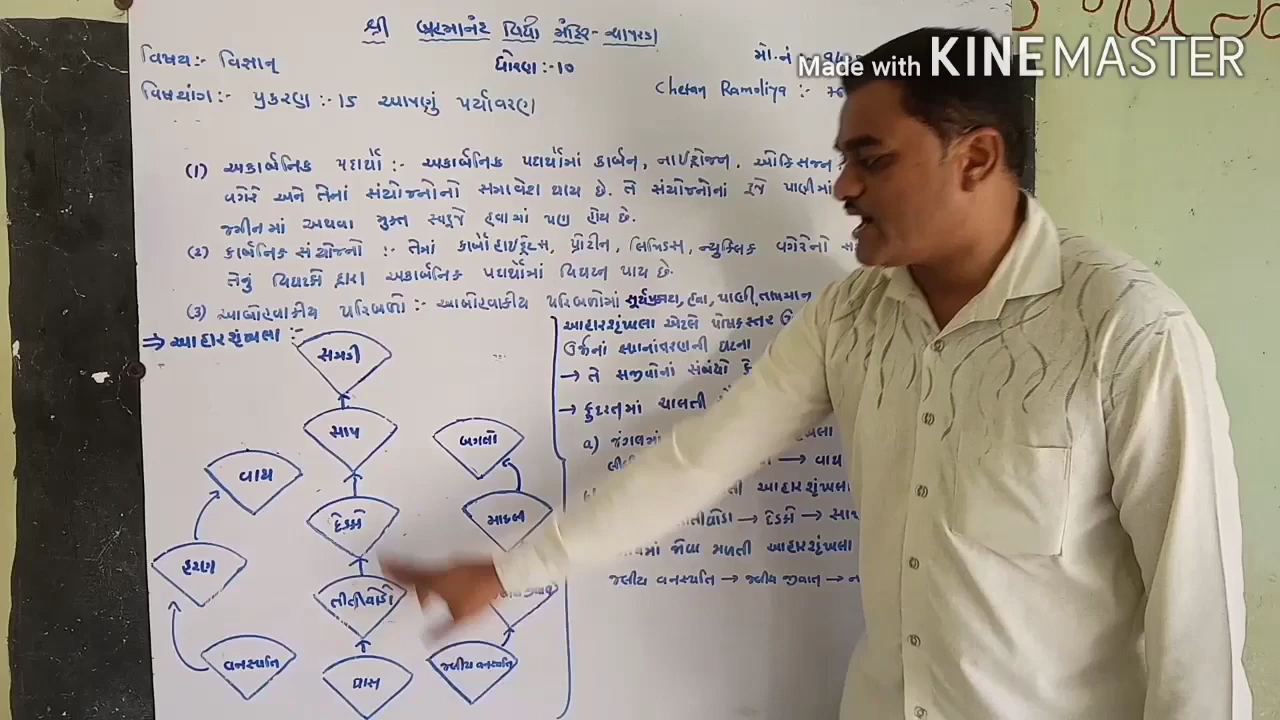 શ્રી બ્રહ્માનંદ વિદ્યા મંદિર - ચાપરડા
વિષય:- વિજ્ઞાન ધોરણ:-10 મો.નં
Made with KINEMASTER
વિષયાંગ:- પ્રકરણ:-15 આપણું પર્યાવરણ Chetan Ramoliya:-
(1) અકાર્બનિક પદાર્થો:- અકાર્બનિક પદાર્થોમાં કાર્બન, નાઈટ્રોજન, ઓક્સિજન
વગેરે અને તેનાં સંયોજનોનો સમાવેશ થાય છે. તે સંયોજનોનાં રૂપે પાણીમાં
જમીનમાં અથવા મુક્ત સ્વરૂપે હવામાં પણ હોય છે.
(2) કાર્બનિક સંયોજનો :- તેમાં કાર્બોહાઈડ્રેટ્સ, પ્રોટીન, લિપિડ્સ, ન્યુક્લિક વગેરેનો
તેનું વિઘટકો દ્વારા અકાર્બનિક પદાર્થોમાં વિઘટન થાય છે.
(3) આબોહવાકીય પરિબળો:- આબોહવાકીય પરિબળોમાં સૂર્યપ્રકાશ, હવા, પાણી, તાપમાન
⇒ આહારશૃંખલા :-
સમડી
સાપ
દેડકો
તીતીઘોડો
ઘાસ
વાઘ
હરણ
વનસ્પતિ
બગલો
માછલી
જલીય વનસ્પતિ
આહારશૃંખલા એટલે પોષકસ્તર
ઉર્જાનાં સ્થાનાંતરણની ઘટના
→ તે સજીવોનાં સંબંધો
→ કુદરતમાં ચાલતી
a) જંગલમાં
→ વાઘ
આહારશૃંખલા
તીતીઘોડો → દેડકો → સાપ
જોવા મળતી આહારશૃંખલા
જલીય વનસ્પતિ → જલીય જીવાત →